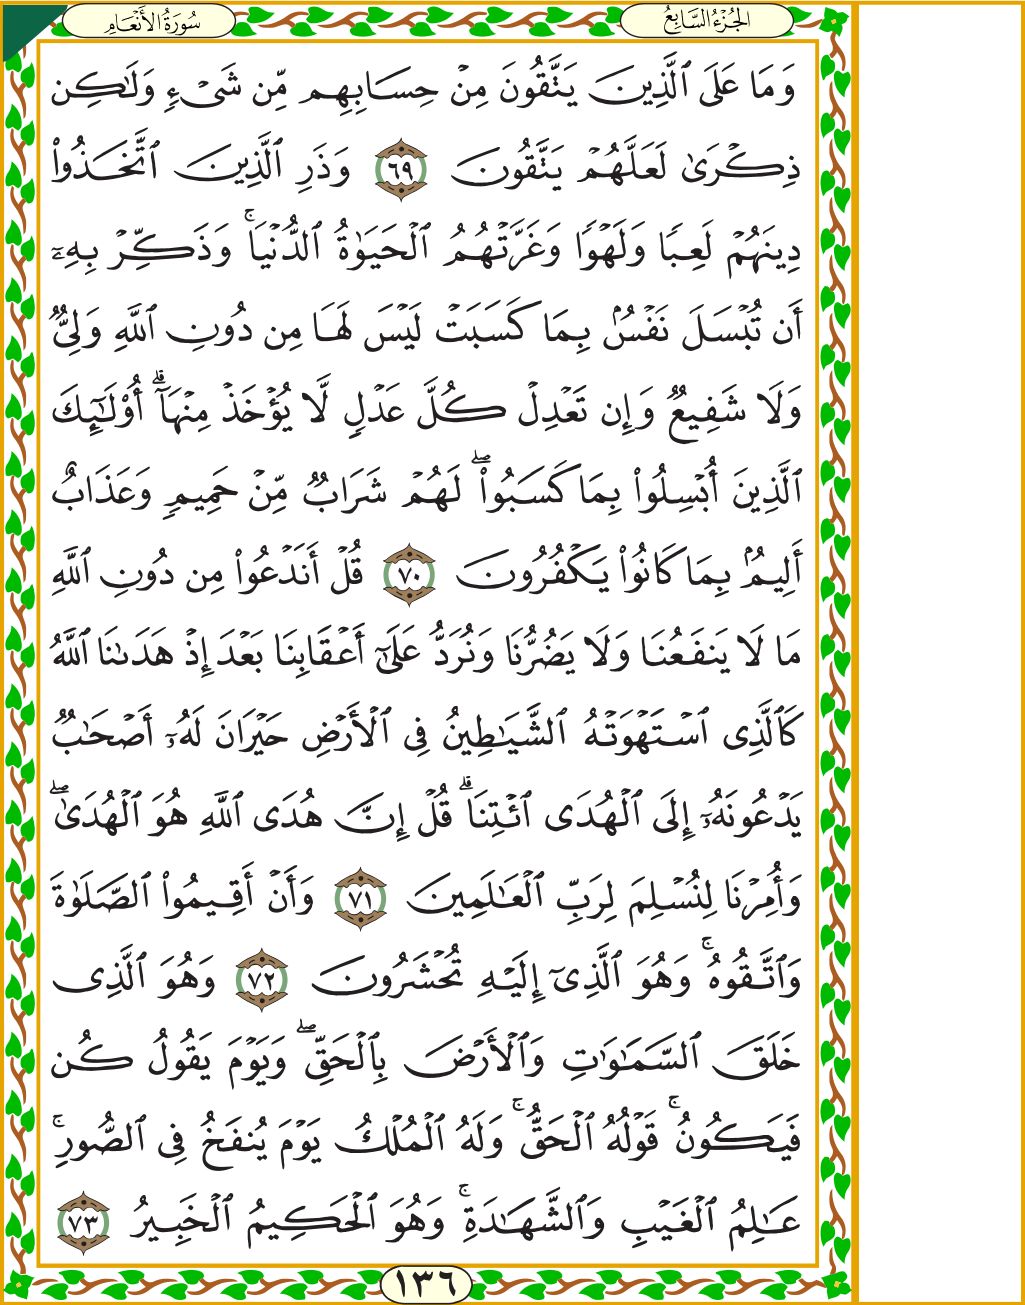 الجُزْءُ السَّابِعُ
سُورَةُ الأَنْعَامِ
وَمَا عَلَى ٱلَّذِينَ يَتَّقُونَ مِنْ حِسَابِهِم مِّن شَىْءٍ وَلَٰكِن
ذِكْرَىٰ لَعَلَّهُمْ يَتَّقُونَ ٦٩ وَذَرِ ٱلَّذِينَ ٱتَّخَذُوا۟
دِينَهُمْ لَعِبًا وَلَهْوًا وَغَرَّتْهُمُ ٱلْحَيَوٰةُ ٱلدُّنْيَا ۚ وَذَكِّرْ بِهِۦٓ
أَن تُبْسَلَ نَفْسٌۢ بِمَا كَسَبَتْ لَيْسَ لَهَا مِن دُونِ ٱللَّهِ وَلِىٌّ
وَلَا شَفِيعٌ وَإِن تَعْدِلْ كُلَّ عَدْلٍ لَّا يُؤْخَذْ مِنْهَآ ۗ أُو۟لَٰٓئِكَ
ٱلَّذِينَ أُبْسِلُوا۟ بِمَا كَسَبُوا۟ ۖ لَهُمْ شَرَابٌ مِّنْ حَمِيمٍ وَعَذَابٌ
أَلِيمٌۢ بِمَا كَانُوا۟ يَكْفُرُونَ ٧٠ قُلْ أَنَدْعُوا۟ مِن دُونِ ٱللَّهِ
مَا لَا يَنفَعُنَا وَلَا يَضُرُّنَا وَنُرَدُّ عَلَىٰٓ أَعْقَابِنَا بَعْدَ إِذْ هَدَىٰنَا ٱللَّهُ
كَٱلَّذِى ٱسْتَهْوَتْهُ ٱلشَّيَٰطِينُ فِى ٱلْأَرْضِ حَيْرَانَ لَهُۥٓ أَصْحَٰبٌ
يَدْعُونَهُۥٓ إِلَى ٱلْهُدَى ٱئْتِنَا ۗ قُلْ إِنَّ هُدَى ٱللَّهِ هُوَ ٱلْهُدَىٰ ۖ
وَأُمِرْنَا لِنُسْلِمَ لِرَبِّ ٱلْعَٰلَمِينَ ٧١ وَأَنْ أَقِيمُوا۟ ٱلصَّلَوٰةَ
وَٱتَّقُوهُ ۚ وَهُوَ ٱلَّذِىٓ إِلَيْهِ تُحْشَرُونَ ٧٢ وَهُوَ ٱلَّذِى
خَلَقَ ٱلسَّمَٰوَٰتِ وَٱلْأَرْضَ بِٱلْحَقِّ ۖ وَيَوْمَ يَقُولُ كُن
فَيَكُونُ ۚ قَوْلُهُ ٱلْحَقُّ ۚ وَلَهُ ٱلْمُلْكُ يَوْمَ يُنفَخُ فِى ٱلصُّورِ ۚ
عَٰلِمُ ٱلْغَيْبِ وَٱلشَّهَٰدَةِ ۚ وَهُوَ ٱلْحَكِيمُ ٱلْخَبِيرُ ٧٣
١٣٦